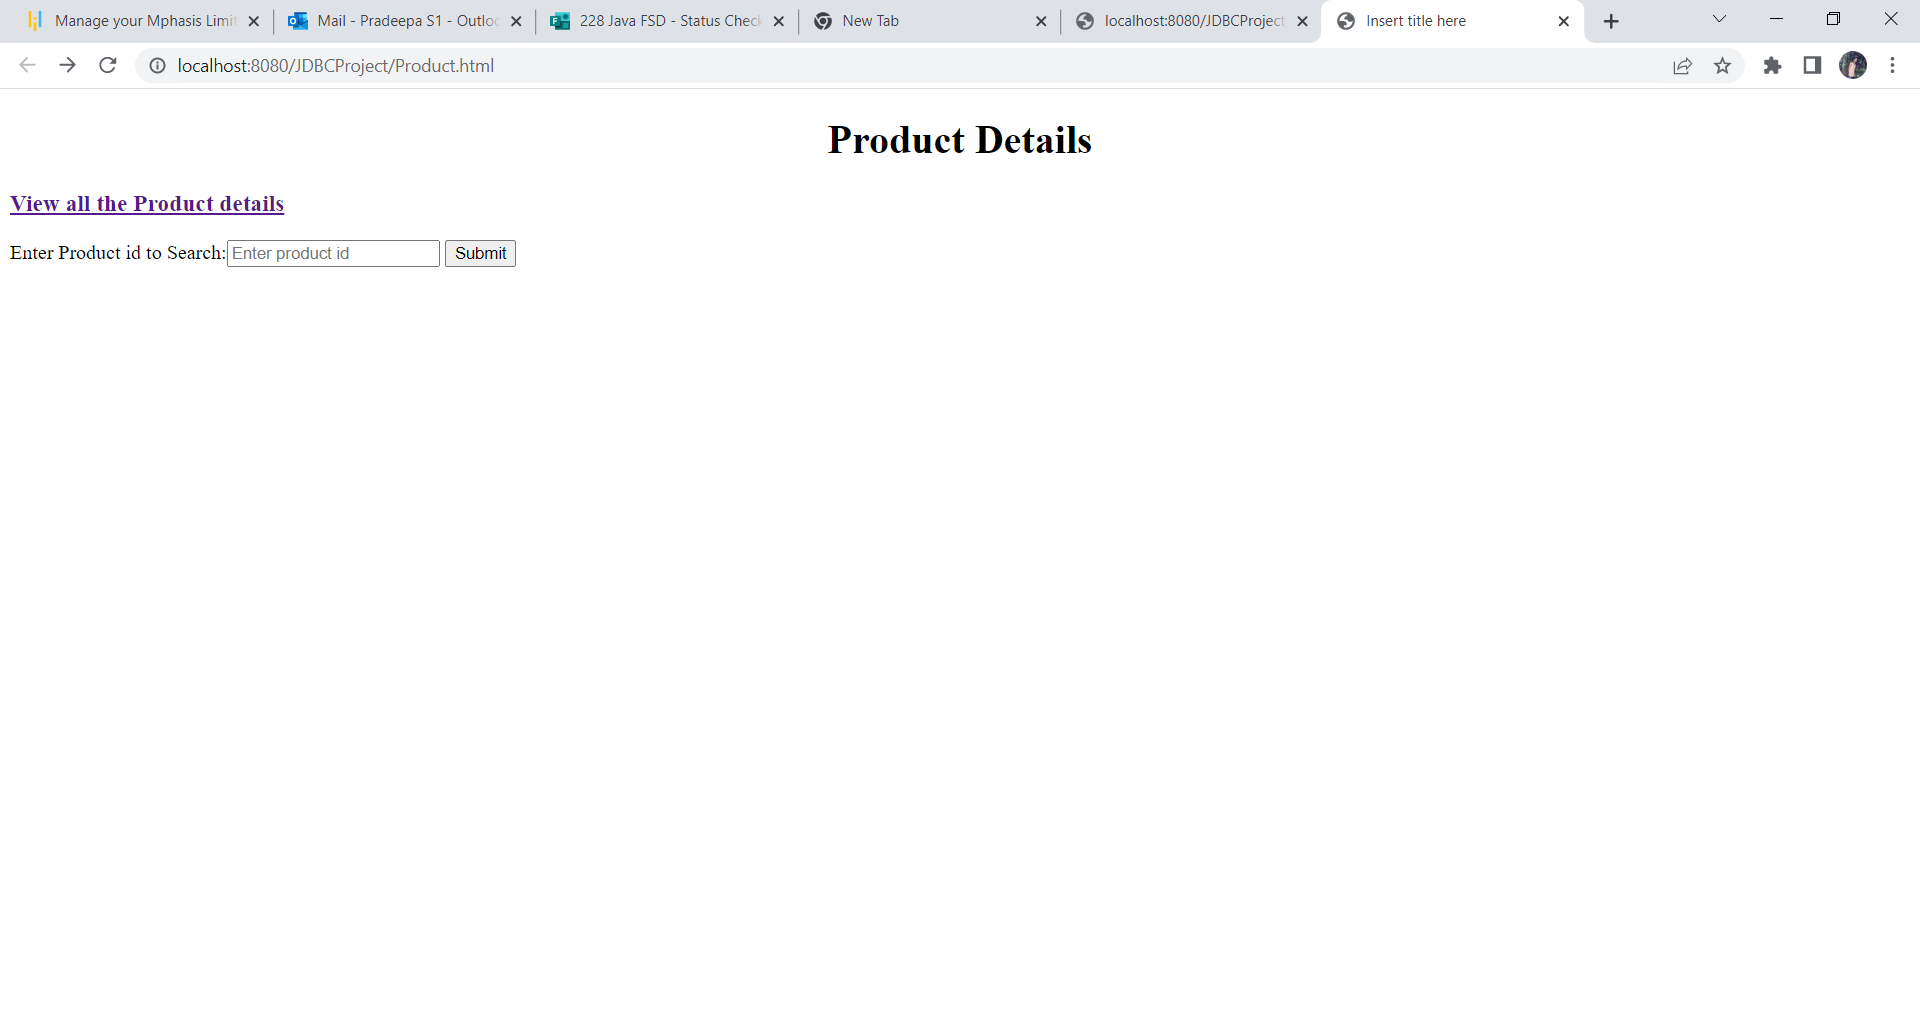 Manage your Mphasis Limit
Mail - Pradeepa S1 - Outloo
228 Java FSD - Status Check
New Tab
localhost:8080/JDBCProject
Insert title here
localhost:8080/JDBCProject/Product.html
Product Details
View all the Product details
Enter Product id to Search: Enter product id Submit